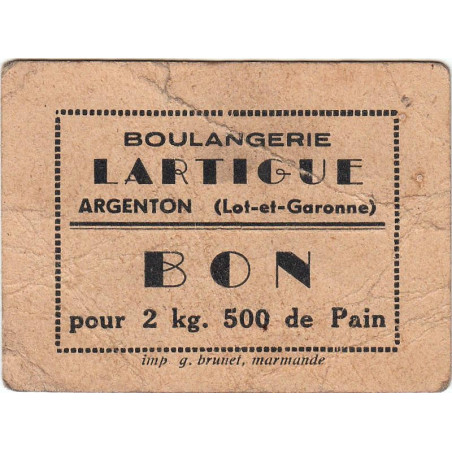 BOULANGERIE
LARTIGUE
ARGENTON (Lot-et-Garonne)
BON
pour 2 kg. 500 de Pain
imp g. brunet, marmande